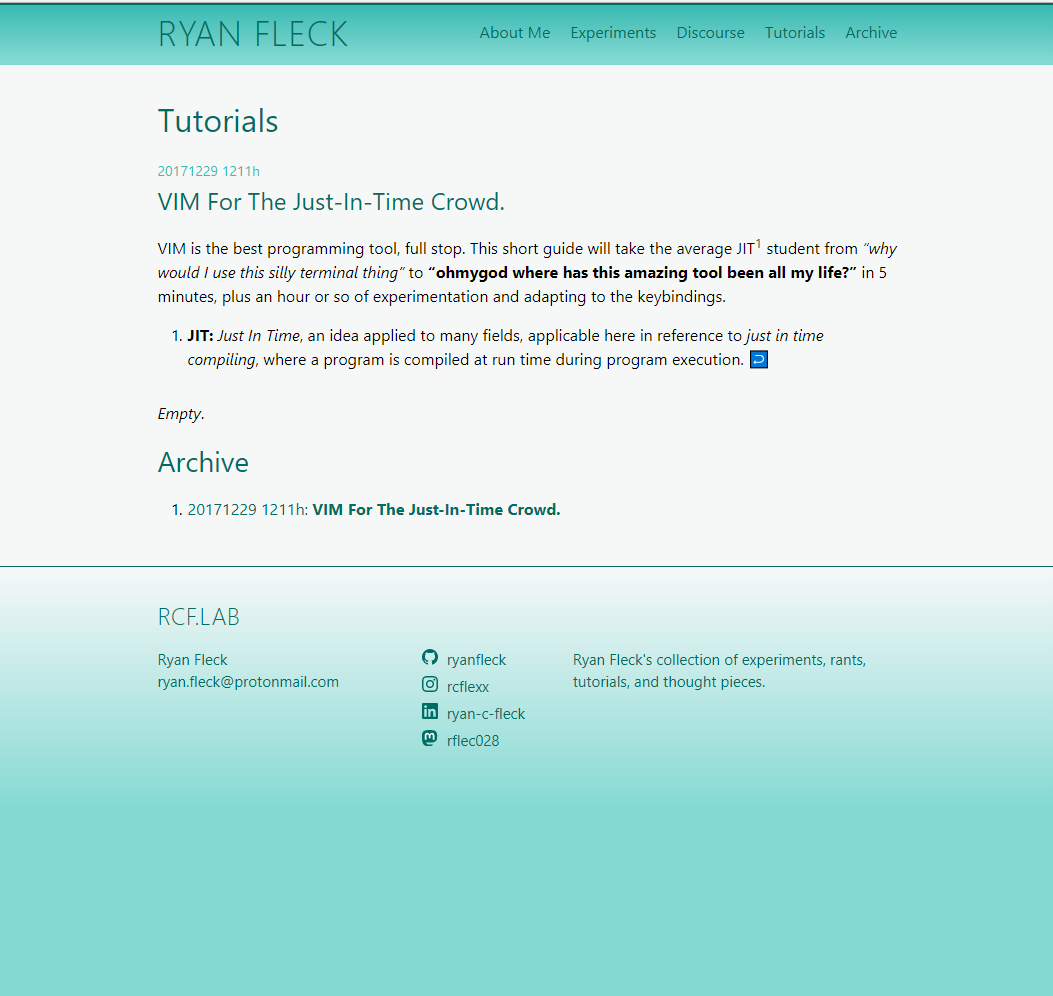 RYAN FLECK
About Me Experiments Discourse Tutorials Archive
Tutorials
20171229 1211h
VIM For The Just-In-Time Crowd.
VIM is the best programming tool, full stop. This short guide will take the average JIT1 student from “why
would I use this silly terminal thing” to “ohmygod where has this amazing tool been all my life?” in 5
minutes, plus an hour or so of experimentation and adapting to the keybindings.
1. JIT: Just In Time, an idea applied to many fields, applicable here in reference to just in time
compiling, where a program is compiled at run time during program execution.
Empty.
Archive
1. 20171229 1211h: VIM For The Just-In-Time Crowd.
RCF.LAB
Ryan Fleck
ryan.fleck@protonmail.com
ryanfleck
rcflexx
ryan-c-fleck
rflec028
Ryan Fleck's collection of experiments, rants,
tutorials, and thought pieces.